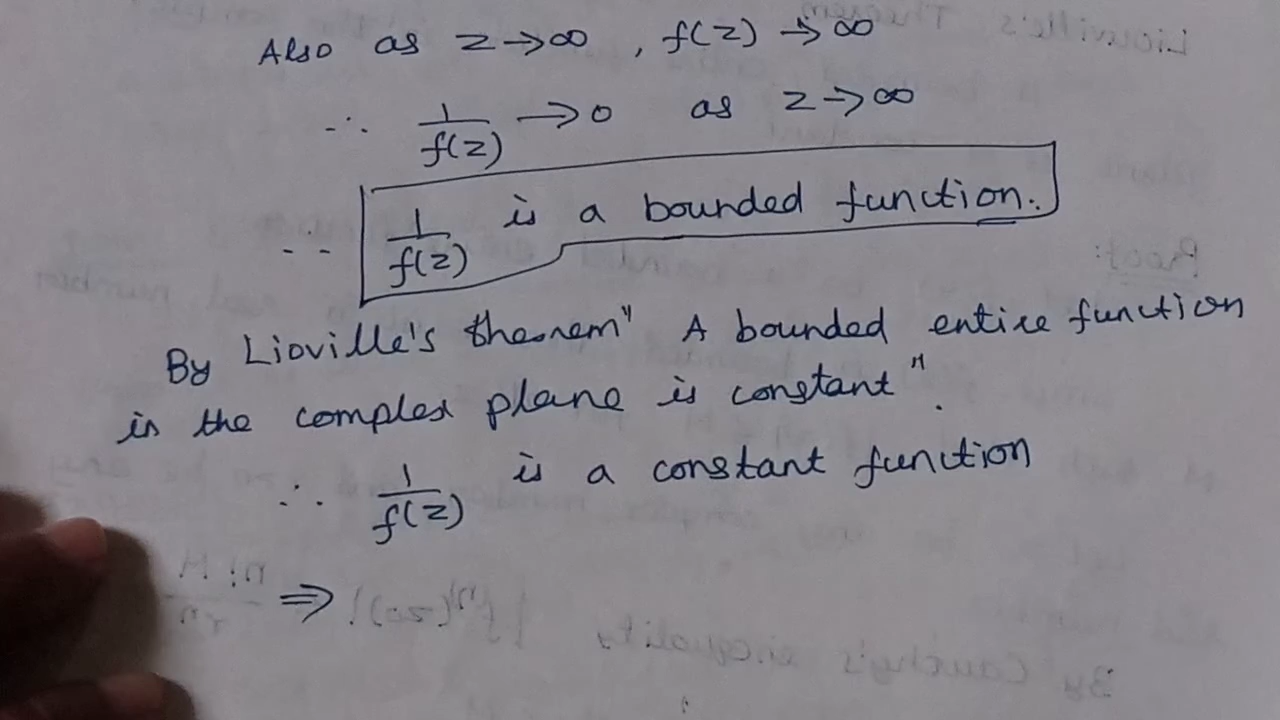 Also as z → ∞ , f(z) → ∞
∴ 1/f(z) → 0 as z → ∞
∴ 1/f(z) is a bounded function.
By Lioville's theorem " A bounded entire function
in the complex plane is constant ".
∴ 1/f(z) is a constant function
⇒